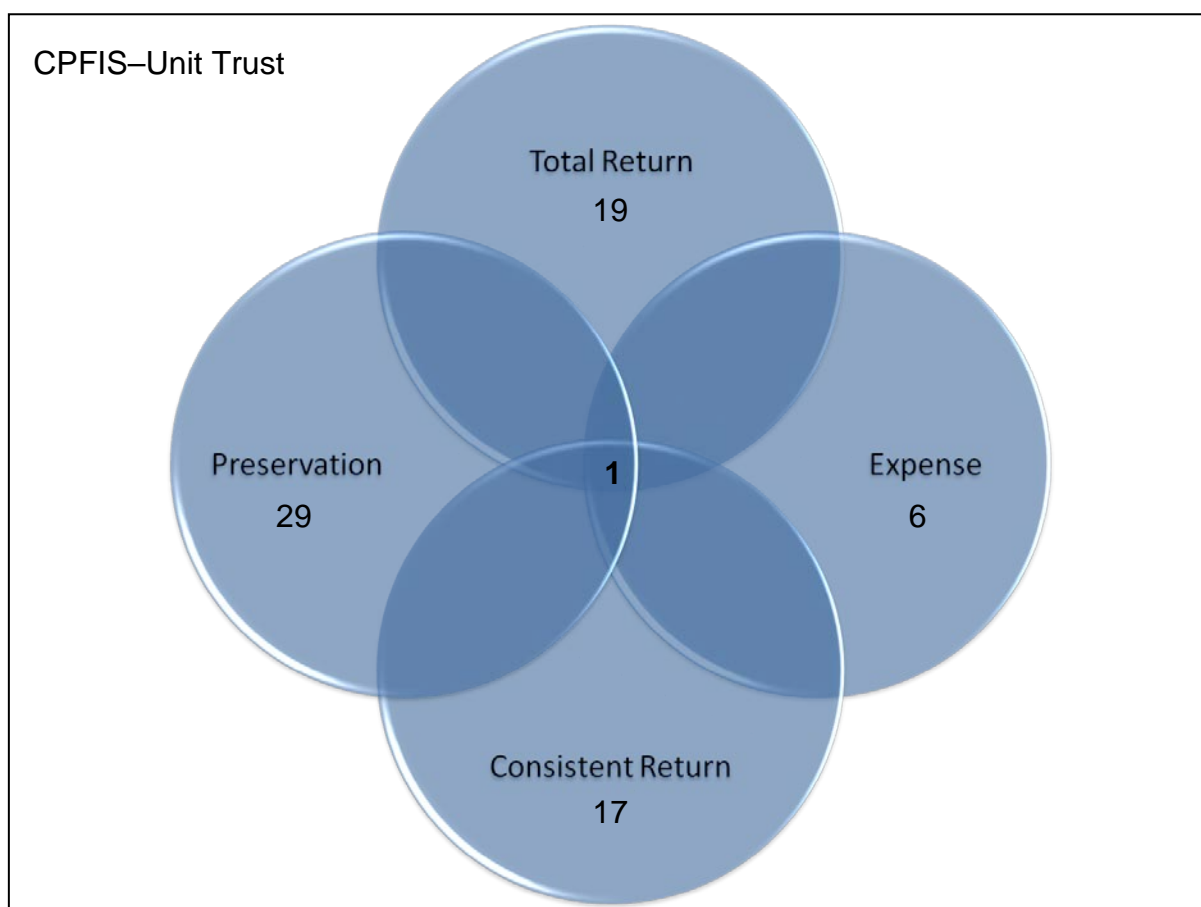 CPFIS–Unit Trust
Total Return
19
Preservation
29
1
Expense
6
Consistent Return
17